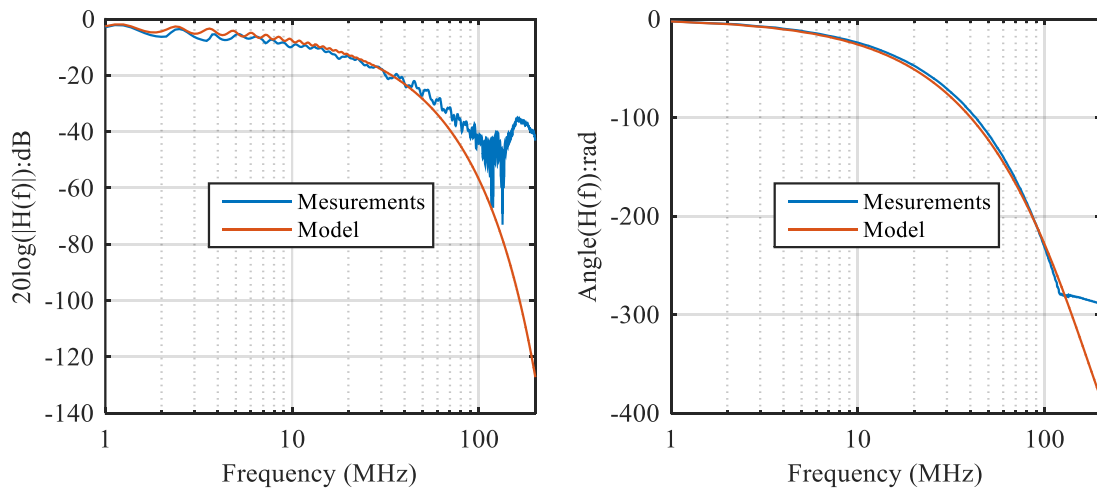 0
-20
-40
-60
-80
-100
-120
-140
1
10
100
20log(|H(f)|):dB
Frequency (MHz)
Mesurements
Model
0
-100
-200
-300
-400
1
10
100
Angle(H(f)):rad
Frequency (MHz)
Mesurements
Model